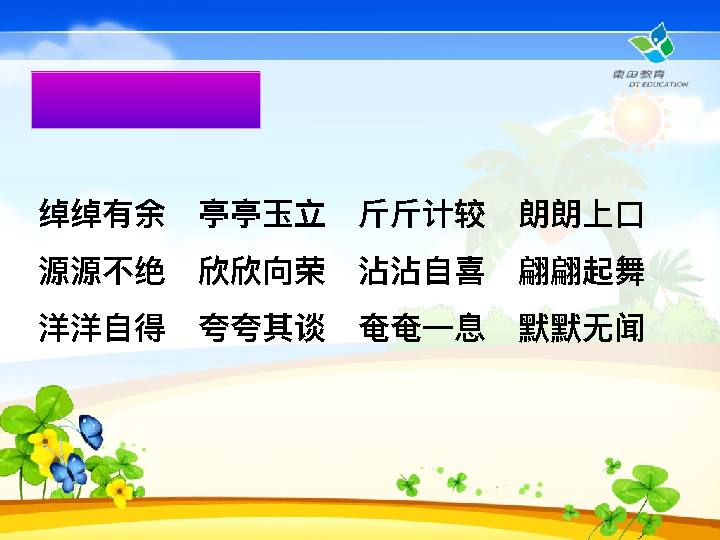 東田教育
DT EDUCATION
绰绰有余 亭亭玉立 斤斤计较 朗朗上口
源源不绝 欣欣向荣 沾沾自喜 翩翩起舞
洋洋自得 夸夸其谈 奄奄一息 默默无闻